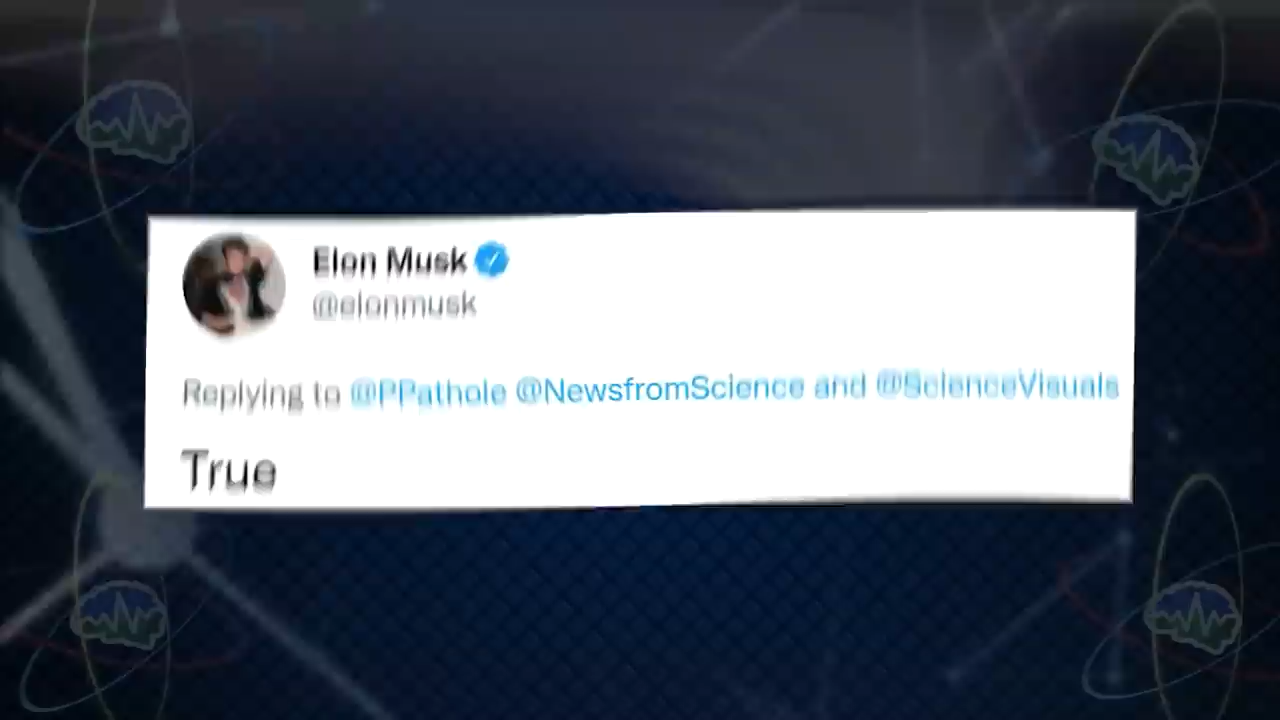 Elon Musk
@elonmusk
Replying to @PPathole @NewsfromScience and @ScienceVisuals
True